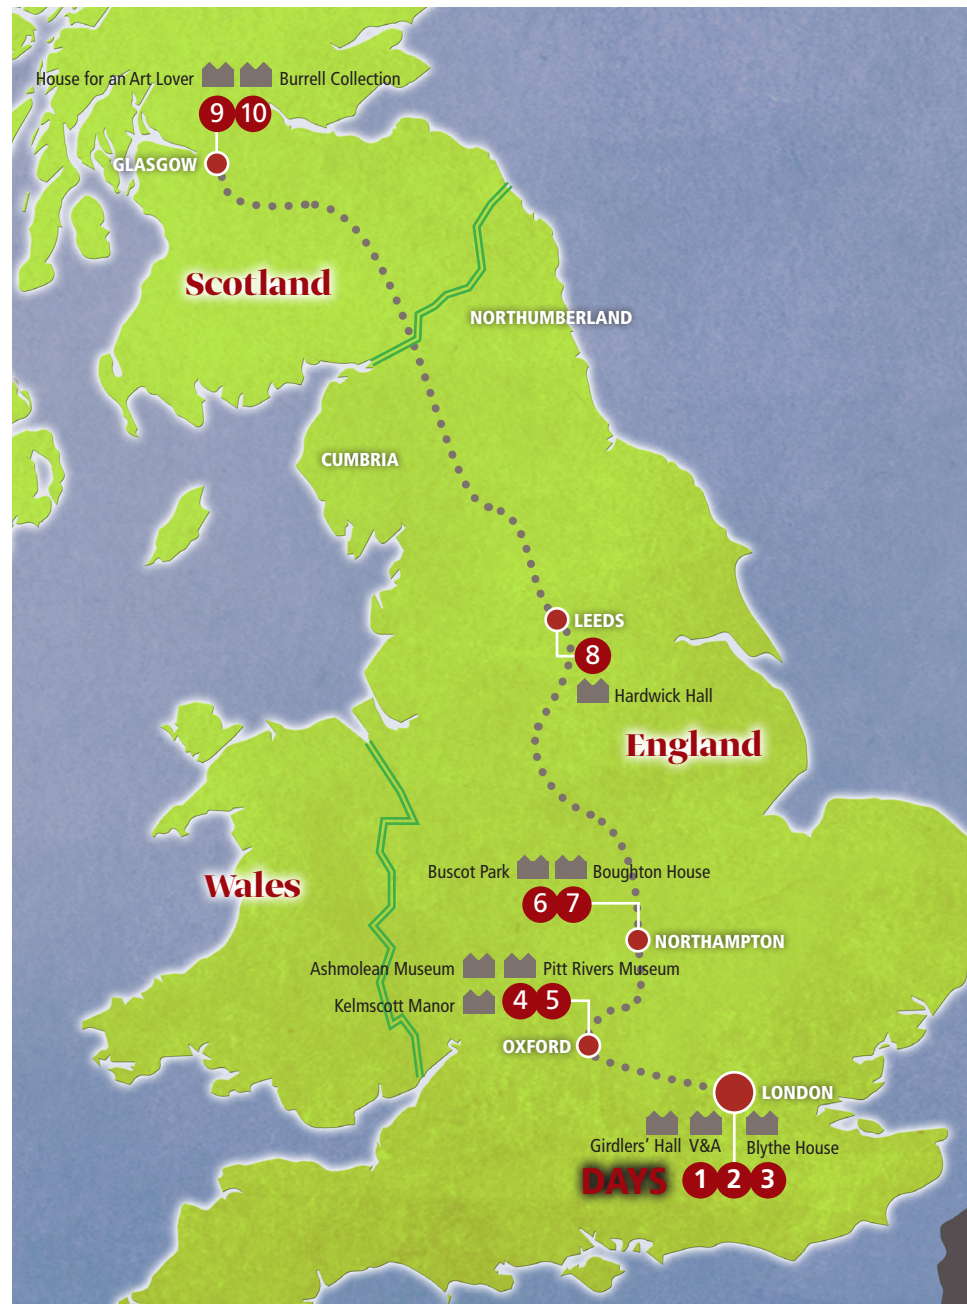 House for an Art Lover
Burrell Collection
9 10
GLASGOW
Scotland
NORTHUMBERLAND
CUMBRIA
LEEDS
8
Hardwick Hall
England
Wales
Buscot Park
Boughton House
6 7
NORTHAMPTON
Ashmolean Museum
Pitt Rivers Museum
Kelmscott Manor
4 5
OXFORD
LONDON
Girdlers' Hall
V&A
Blythe House
DAYS 1 2 3